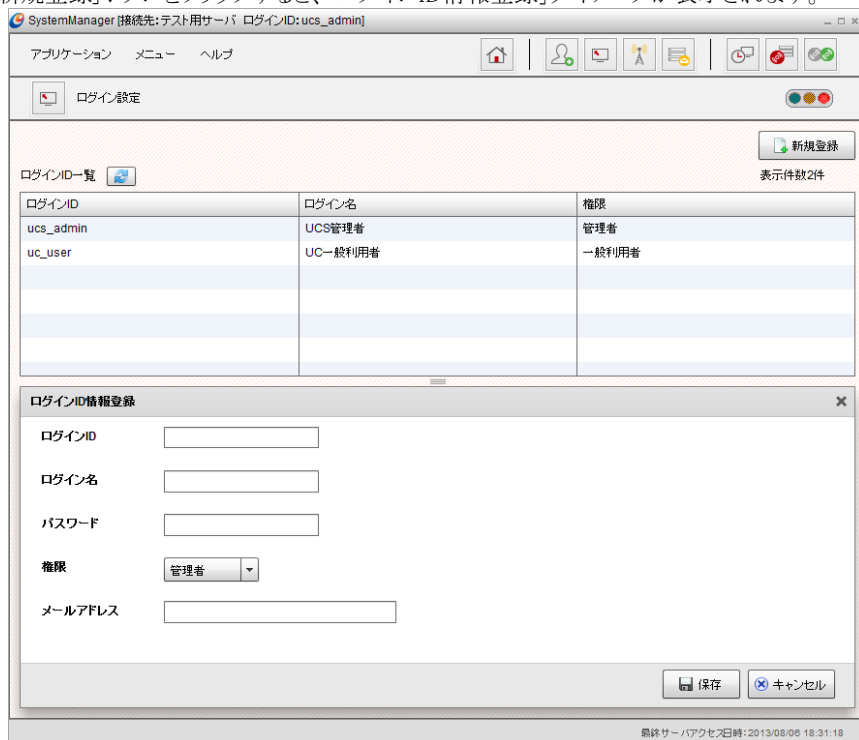 SystemManager [接続先:テスト用サーバ ログインID:ucs_admin]
アプリケーション メニュー ヘルプ
ログイン設定
新規登録
ログインID一覧
表示件数2件
ログインID ログイン名 権限
ucs_admin UCS管理者 管理者
uc_user UC一般利用者 一般利用者
ログインID情報登録
ログインID
ログイン名
パスワード
権限 管理者
メールアドレス
保存 キャンセル
最終サーバアクセス日時:2013/08/06 18:31:18